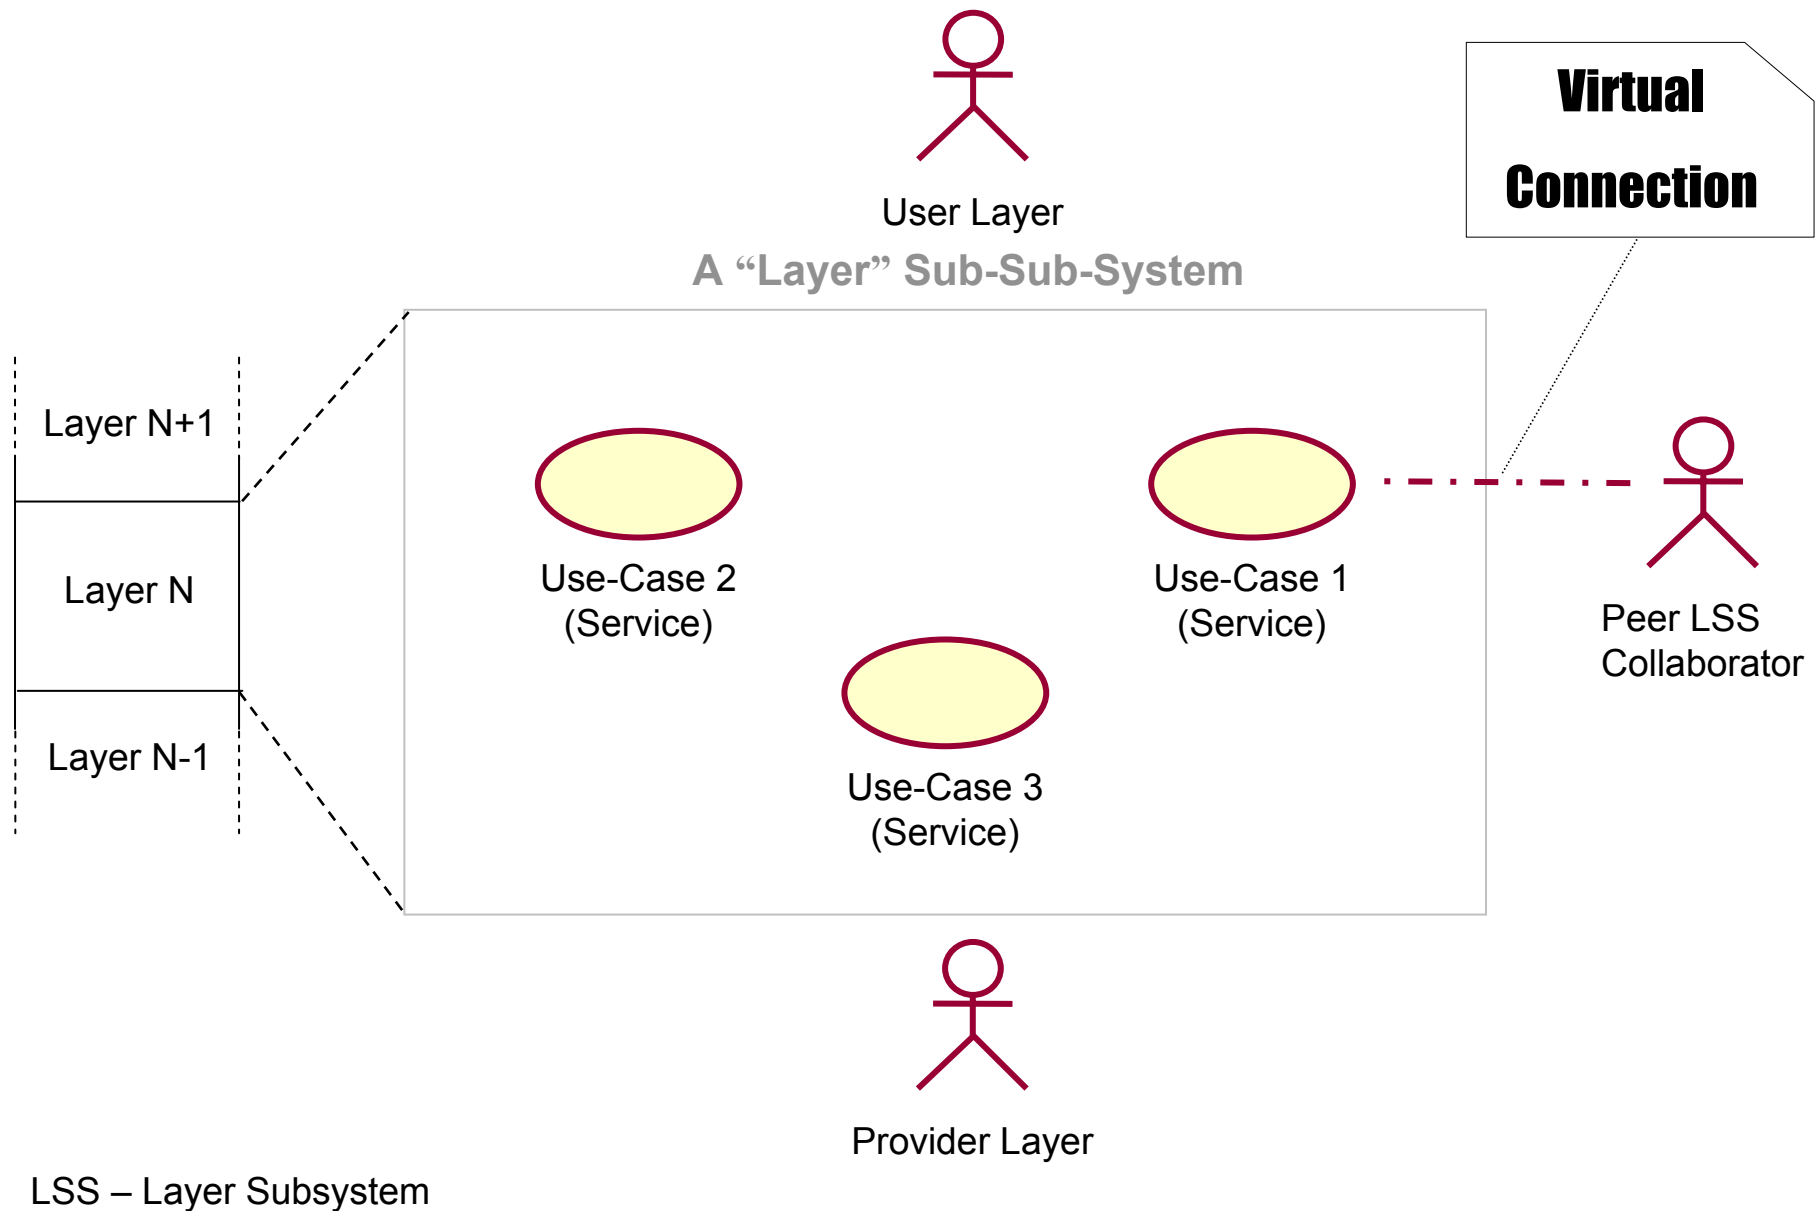 Virtual
Connection
User Layer
A “Layer” Sub-Sub-System
Layer N+1
Layer N
Layer N-1
Use-Case 2
(Service)
Use-Case 1
(Service)
Use-Case 3
(Service)
Peer LSS
Collaborator
Provider Layer
LSS – Layer Subsystem